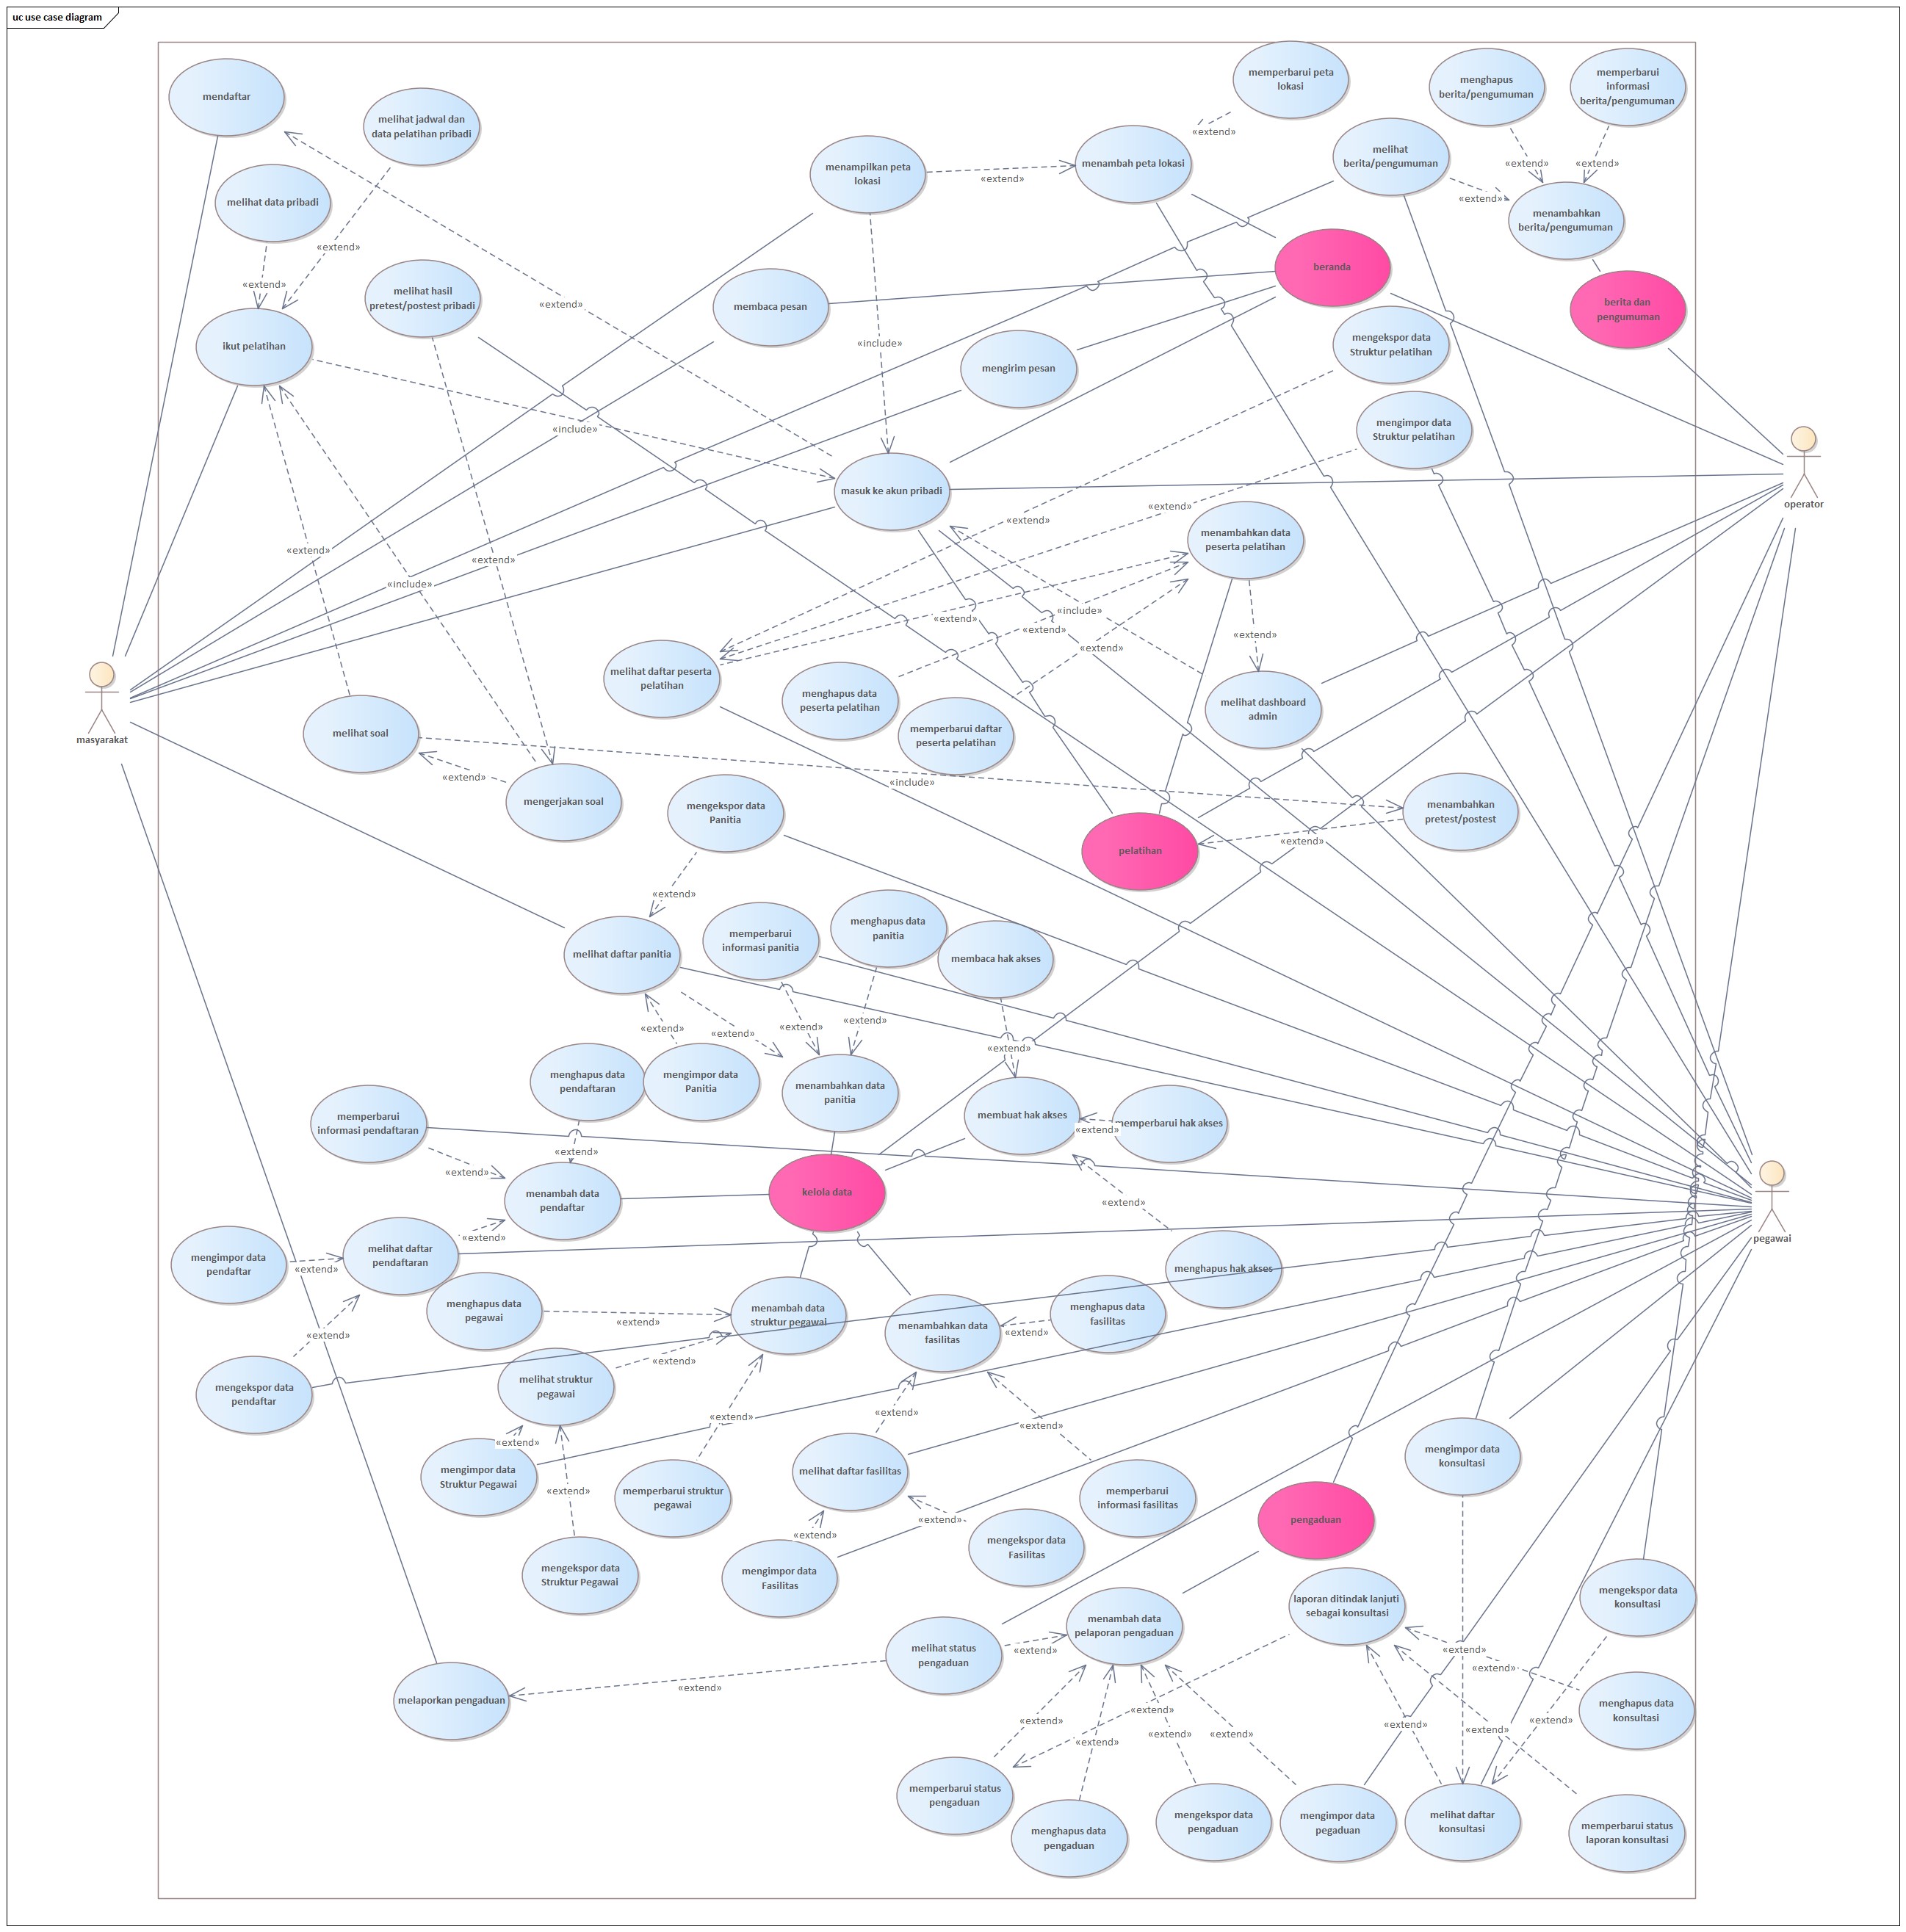 uc use case diagram
mendaftar
melihat jadwal dan
data pelatihan pribadi
melihat data pribadi
«extend»
«extend»
melihat hasil
pretest/postest pribadi
ikut pelatihan
menampilkan peta
lokasi
«extend»
menambah peta lokasi
memperbarui peta
lokasi
«extend»
menghapus
berita/pengumuman
memperbarui
informasi
berita/pengumuman
melihat
berita/pengumuman
«extend»
«extend»
«extend»
menambahkan
berita/pengumuman
beranda
berita dan
pengumuman
membaca pesan
«extend»
«include»
mengirim pesan
mengekspor data
Struktur pelatihan
mengimpor data
Struktur pelatihan
«include»
masuk ke akun pribadi
operator
«extend»
«extend»
menambahkan data
peserta pelatihan
«extend»
«extend»
«include»
«include»
«extend»
«extend»
«extend»
«extend»
melihat daftar peserta
pelatihan
menghapus data
peserta pelatihan
memperbarui daftar
peserta pelatihan
melihat dashboard
admin
masyarakat
melihat soal
«extend»
mengerjakan soal
«include»
mengekspor data
Panitia
menambahkan
pretest/postest
«extend»
pelatihan
«extend»
melihat daftar panitia
memperbarui
informasi panitia
menghapus data
panitia
membaca hak akses
«extend»
«extend»
«extend»
«extend»
«extend»
menghapus data
pendaftaran
mengimpor data
Panitia
menambahkan data
panitia
membuat hak akses
memperbarui hak akses
«extend»
memperbarui
informasi pendaftaran
«extend»
«extend»
menambah data
pendaftar
kelola data
«extend»
pegawai
«extend»
mengimpor data
pendaftar
«extend»
melihat daftar
pendaftaran
menghapus hak akses
menghapus data
pegawai
«extend»
menambah data
struktur pegawai
menambahkan data
fasilitas
menghapus data
fasilitas
«extend»
«extend»
mengekspor data
pendaftar
melihat struktur
pegawai
«extend»
«extend»
«extend»
«extend»
«extend»
mengimpor data
Struktur Pegawai
memperbarui struktur
pegawai
melihat daftar fasilitas
memperbarui
informasi fasilitas
mengimpor data
konsultasi
«extend»
«extend»
«extend»
pengaduan
mengekspor data
Struktur Pegawai
mengimpor data
Fasilitas
mengekspor data
Fasilitas
mengekspor data
konsultasi
laporan ditindak lanjuti
sebagai konsultasi
menambah data
pelaporan pengaduan
melihat status
pengaduan
«extend»
«extend»
«extend»
«extend»
melaporkan pengaduan
menghapus data
konsultasi
«extend»
«extend»
«extend»
«extend»
«extend»
«extend»
«extend»
«extend»
memperbarui status
pengaduan
menghapus data
pengaduan
mengekspor data
pengaduan
mengimpor data
pegaduan
melihat daftar
konsultasi
memperbarui status
laporan konsultasi